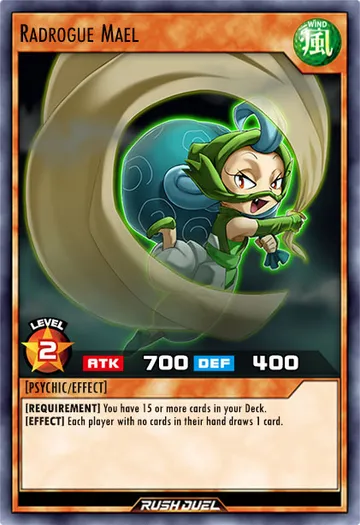 RADROGUE MAEL
WIND
風
LEVEL
2
ATK 700 DEF 400
[PSYCHIC/EFFECT]
[REQUIREMENT] You have 15 or more cards in your Deck.
[EFFECT] Each player with no cards in their hand draws 1 card.
RUSH DUEL